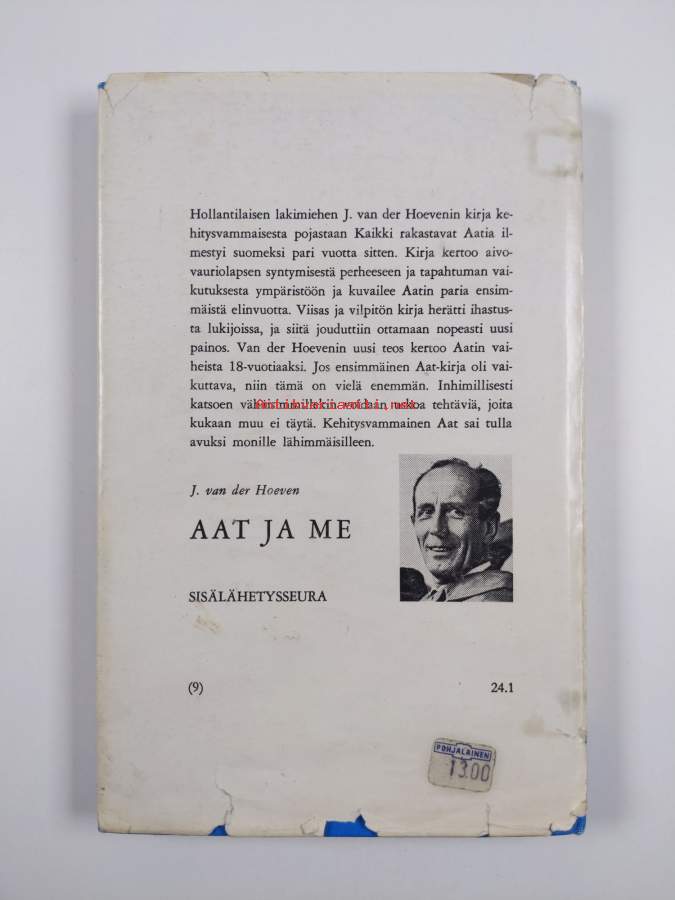 Hollantilaisen lakimiehen J. van der Hoevenin kirja ke-
hitysvammaisesta pojastaan Kaikki rakastavat Aatia il-
mestyi suomeksi pari vuotta sitten. Kirja kertoo aivo-
vauriolapsen syntymisestä perheeseen ja tapahtuman vai-
kutuksesta ympäristöön ja kuvailee Aatin paria ensim-
mäistä elinvuotta. Viisas ja vilpitön kirja herätti ihastus-
ta lukijoissa, ja siitä jouduttiin ottamaan nopeasti uusi
painos. Van der Hoevenin uusi teos kertoo Aatin vai-
heista 18-vuotiaaksi. Jos ensimmäinen Aat-kirja oli vai-
kuttava, niin tämä on vielä enemmän. Inhimillisesti
katsoen vähäisimmillekin voidaan uskoa tehtäviä, joita
kukaan muu ei täytä. Kehitysvammainen Aat sai tulla
avuksi monille lähimmäisilleen.
J. van der Hoeven
AAT JA ME
SISÄLÄHETYSSEURA
(9) 24.1
POHJALAINEN
13.00